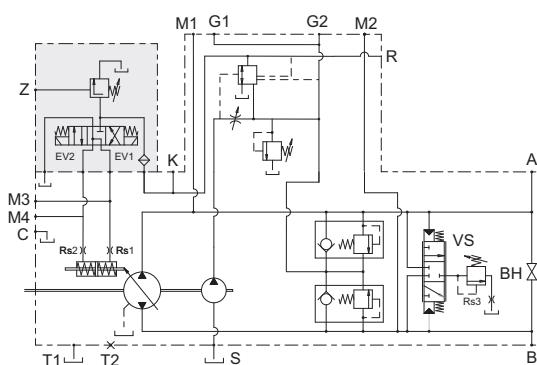 M1 G1 G2 M2
R
Z
EV2 EV1
K
A
M3
M4
C
Rs2 Rs1
VS
BH
Rs3
T1 T2 S B